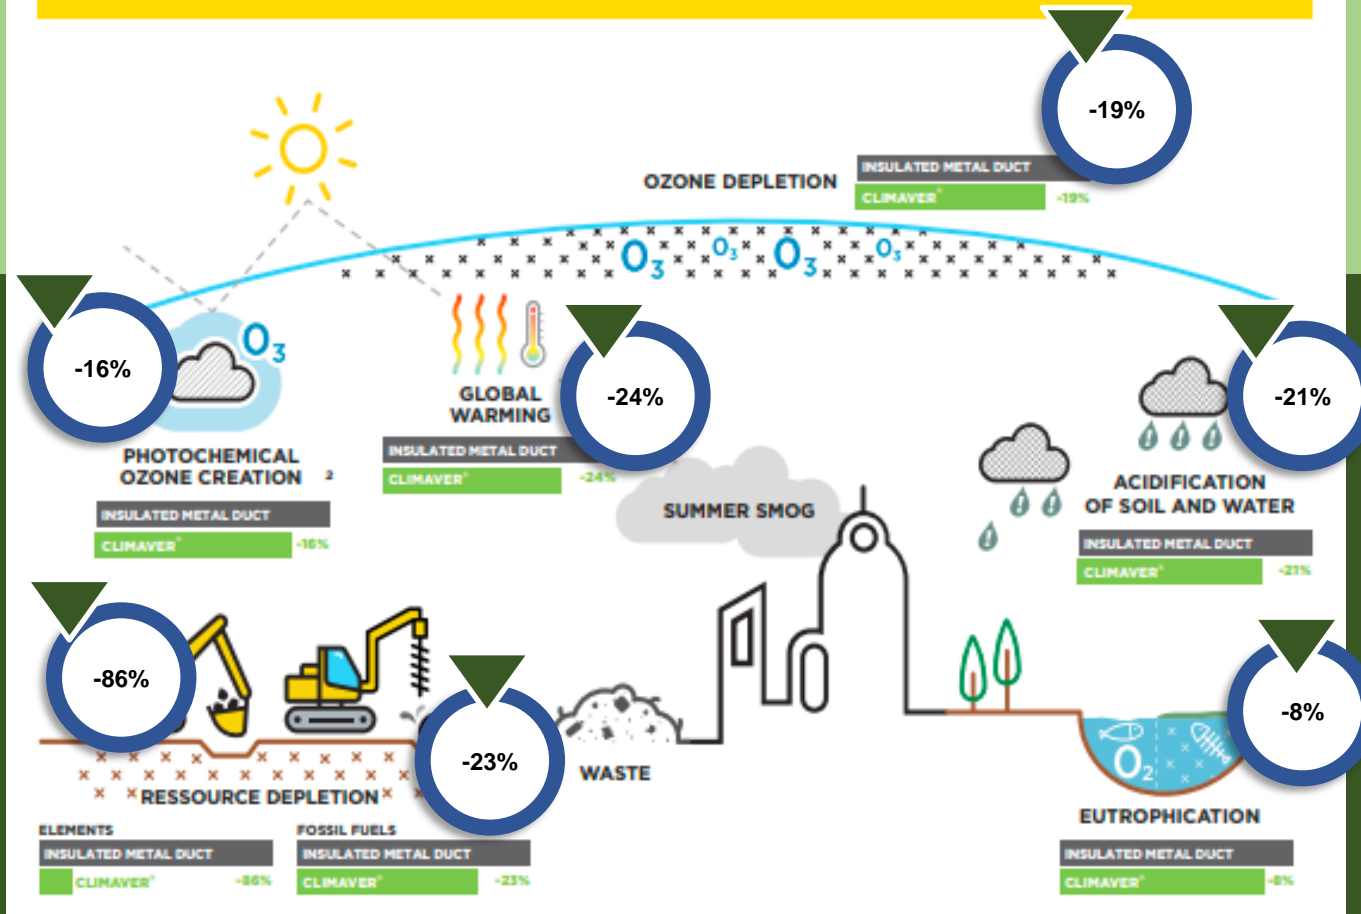 -19%
INSULATED METAL DUCT
OZONE DEPLETION
CLIMAVER® -19%
O3 O3 O3 O3
-16%
O3
GLOBAL
WARMING
-24%
-21%
PHOTOCHEMICAL
OZONE CREATION 2
INSULATED METAL DUCT
CLIMAVER® -16%
INSULATED METAL DUCT
CLIMAVER® -24%
SUMMER SMOG
ACIDIFICATION
OF SOIL AND WATER
INSULATED METAL DUCT
CLIMAVER® -21%
-86%
-23%
WASTE
-8%
O2
RESSOURCE DEPLETION
ELEMENTS
INSULATED METAL DUCT
CLIMAVER® -86%
FOSSIL FUELS
INSULATED METAL DUCT
CLIMAVER® -23%
EUTROPHICATION
INSULATED METAL DUCT
CLIMAVER® -8%